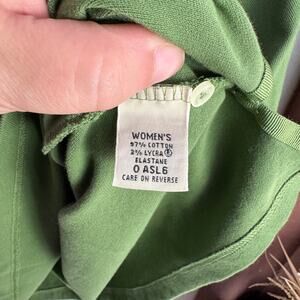 WOMEN'S
97% COTTON
3% LYCRA ®
ELASTANE
0 ASL6
CARE ON REVERSE